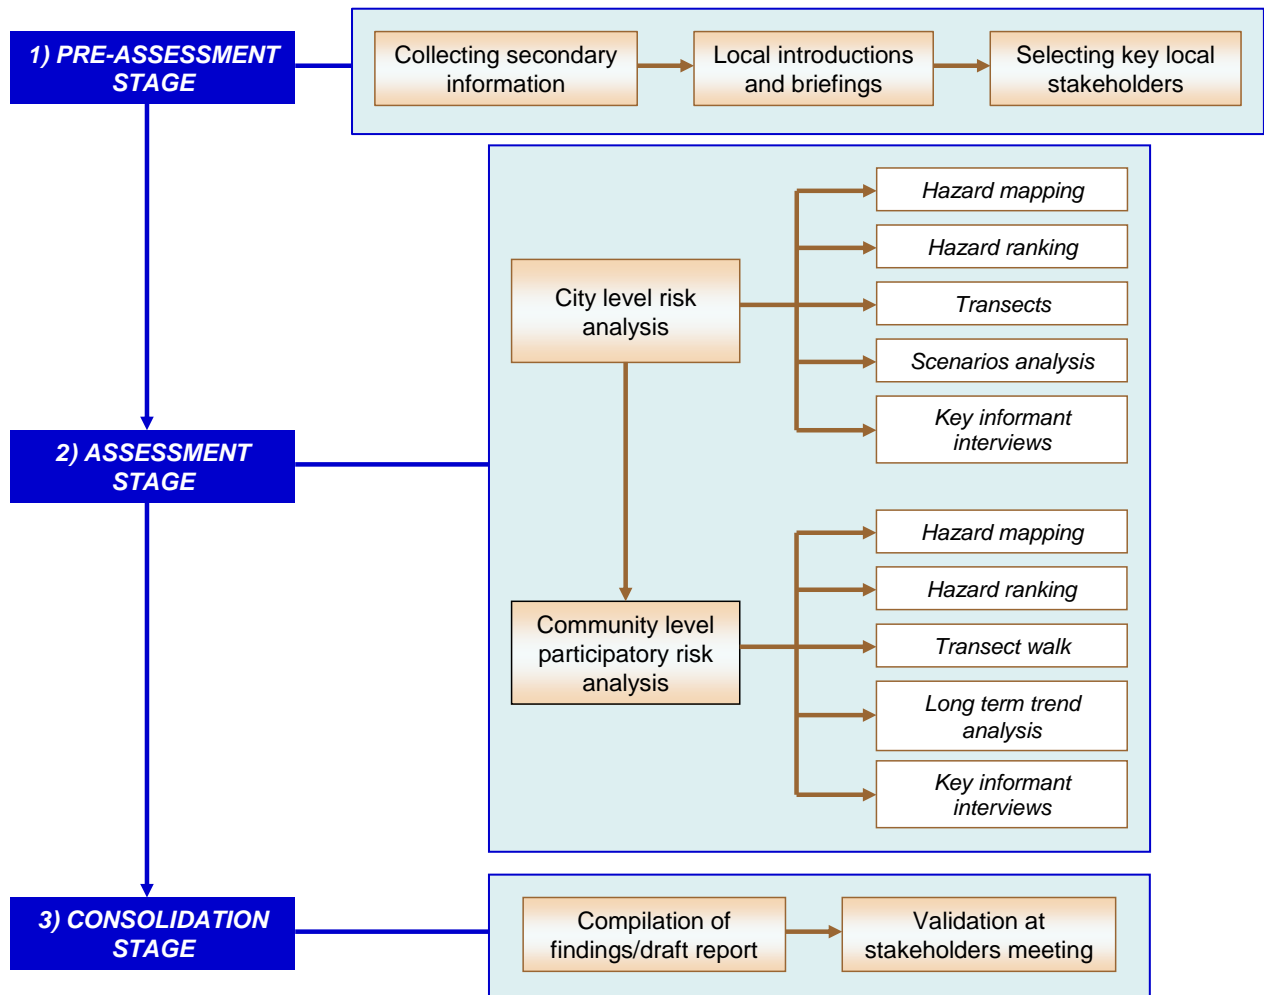 1) PRE-ASSESSMENT
STAGE
Collecting secondary
information
Local introductions
and briefings
Selecting key local
stakeholders
2) ASSESSMENT
STAGE
City level risk
analysis
Hazard mapping
Hazard ranking
Transects
Scenarios analysis
Key informant
interviews
Community level
participatory risk
analysis
Hazard mapping
Hazard ranking
Transect walk
Long term trend
analysis
Key informant
interviews
3) CONSOLIDATION
STAGE
Compilation of
findings/draft report
Validation at
stakeholders meeting